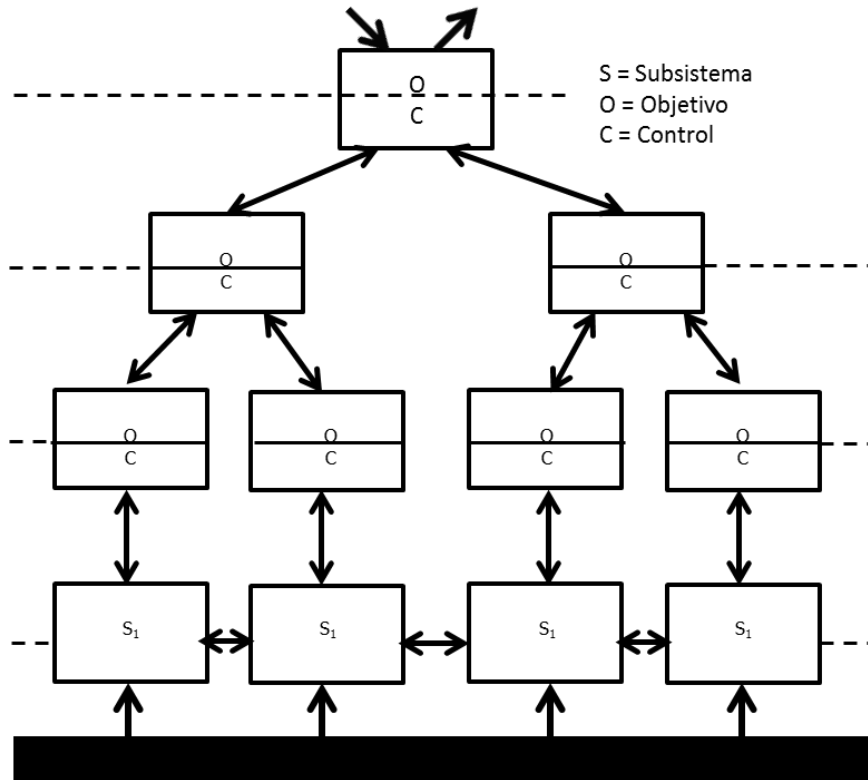 O
C
S = Subsistema
O = Objetivo
C = Control
O
C
O
C
O
C
O
C
O
C
O
C
S₁
S₁
S₁
S₁